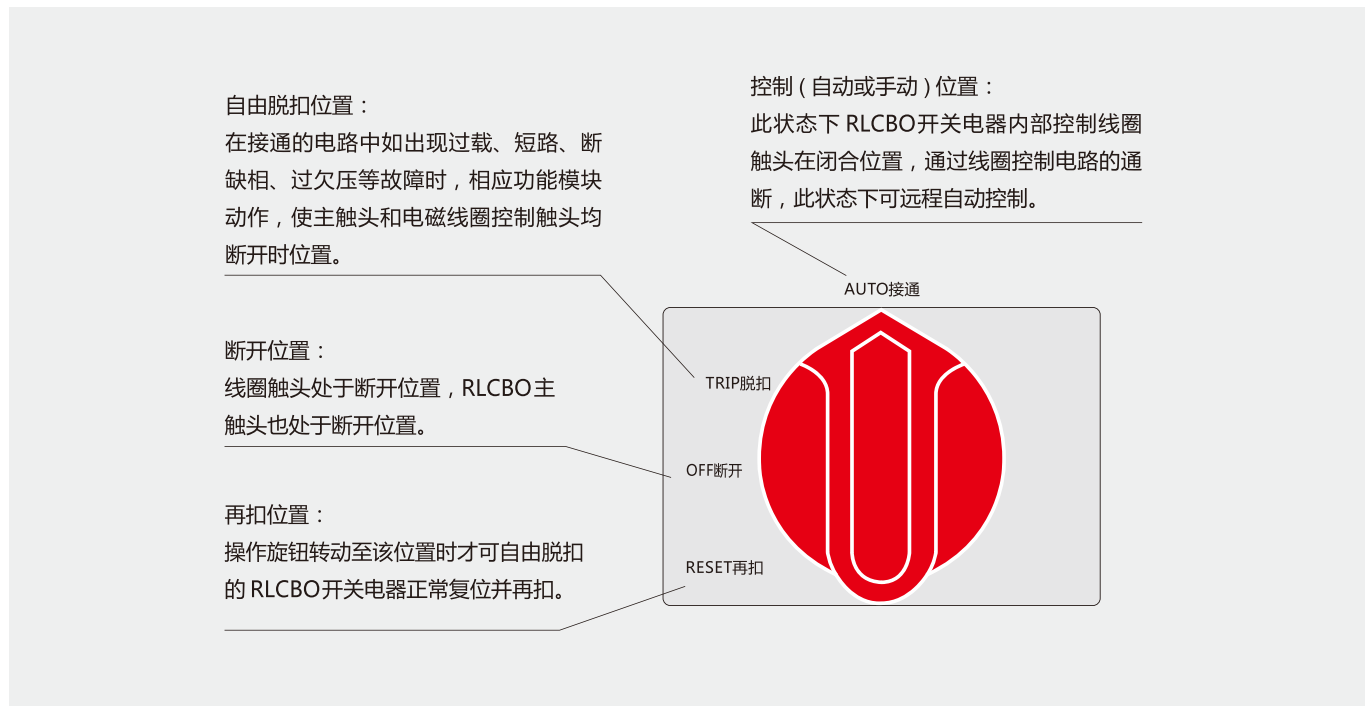 自由脱扣位置：
在接通的电路中如出现过载、短路、断
缺相、过欠压等故障时，相应功能模块
动作，使主触头和电磁线圈控制触头均
断开时位置。
控制 ( 自动或手动 ) 位置：
此状态下 RLCBO开关电器内部控制线圈
触头在闭合位置，通过线圈控制电路的通
断，此状态下可远程自动控制。
AUTO接通
TRIP脱扣
断开位置：
线圈触头处于断开位置，RLCBO主
触头也处于断开位置。
OFF断开
再扣位置：
操作旋钮转动至该位置时才可自由脱扣
的 RLCBO开关电器正常复位并再扣。
RESET再扣